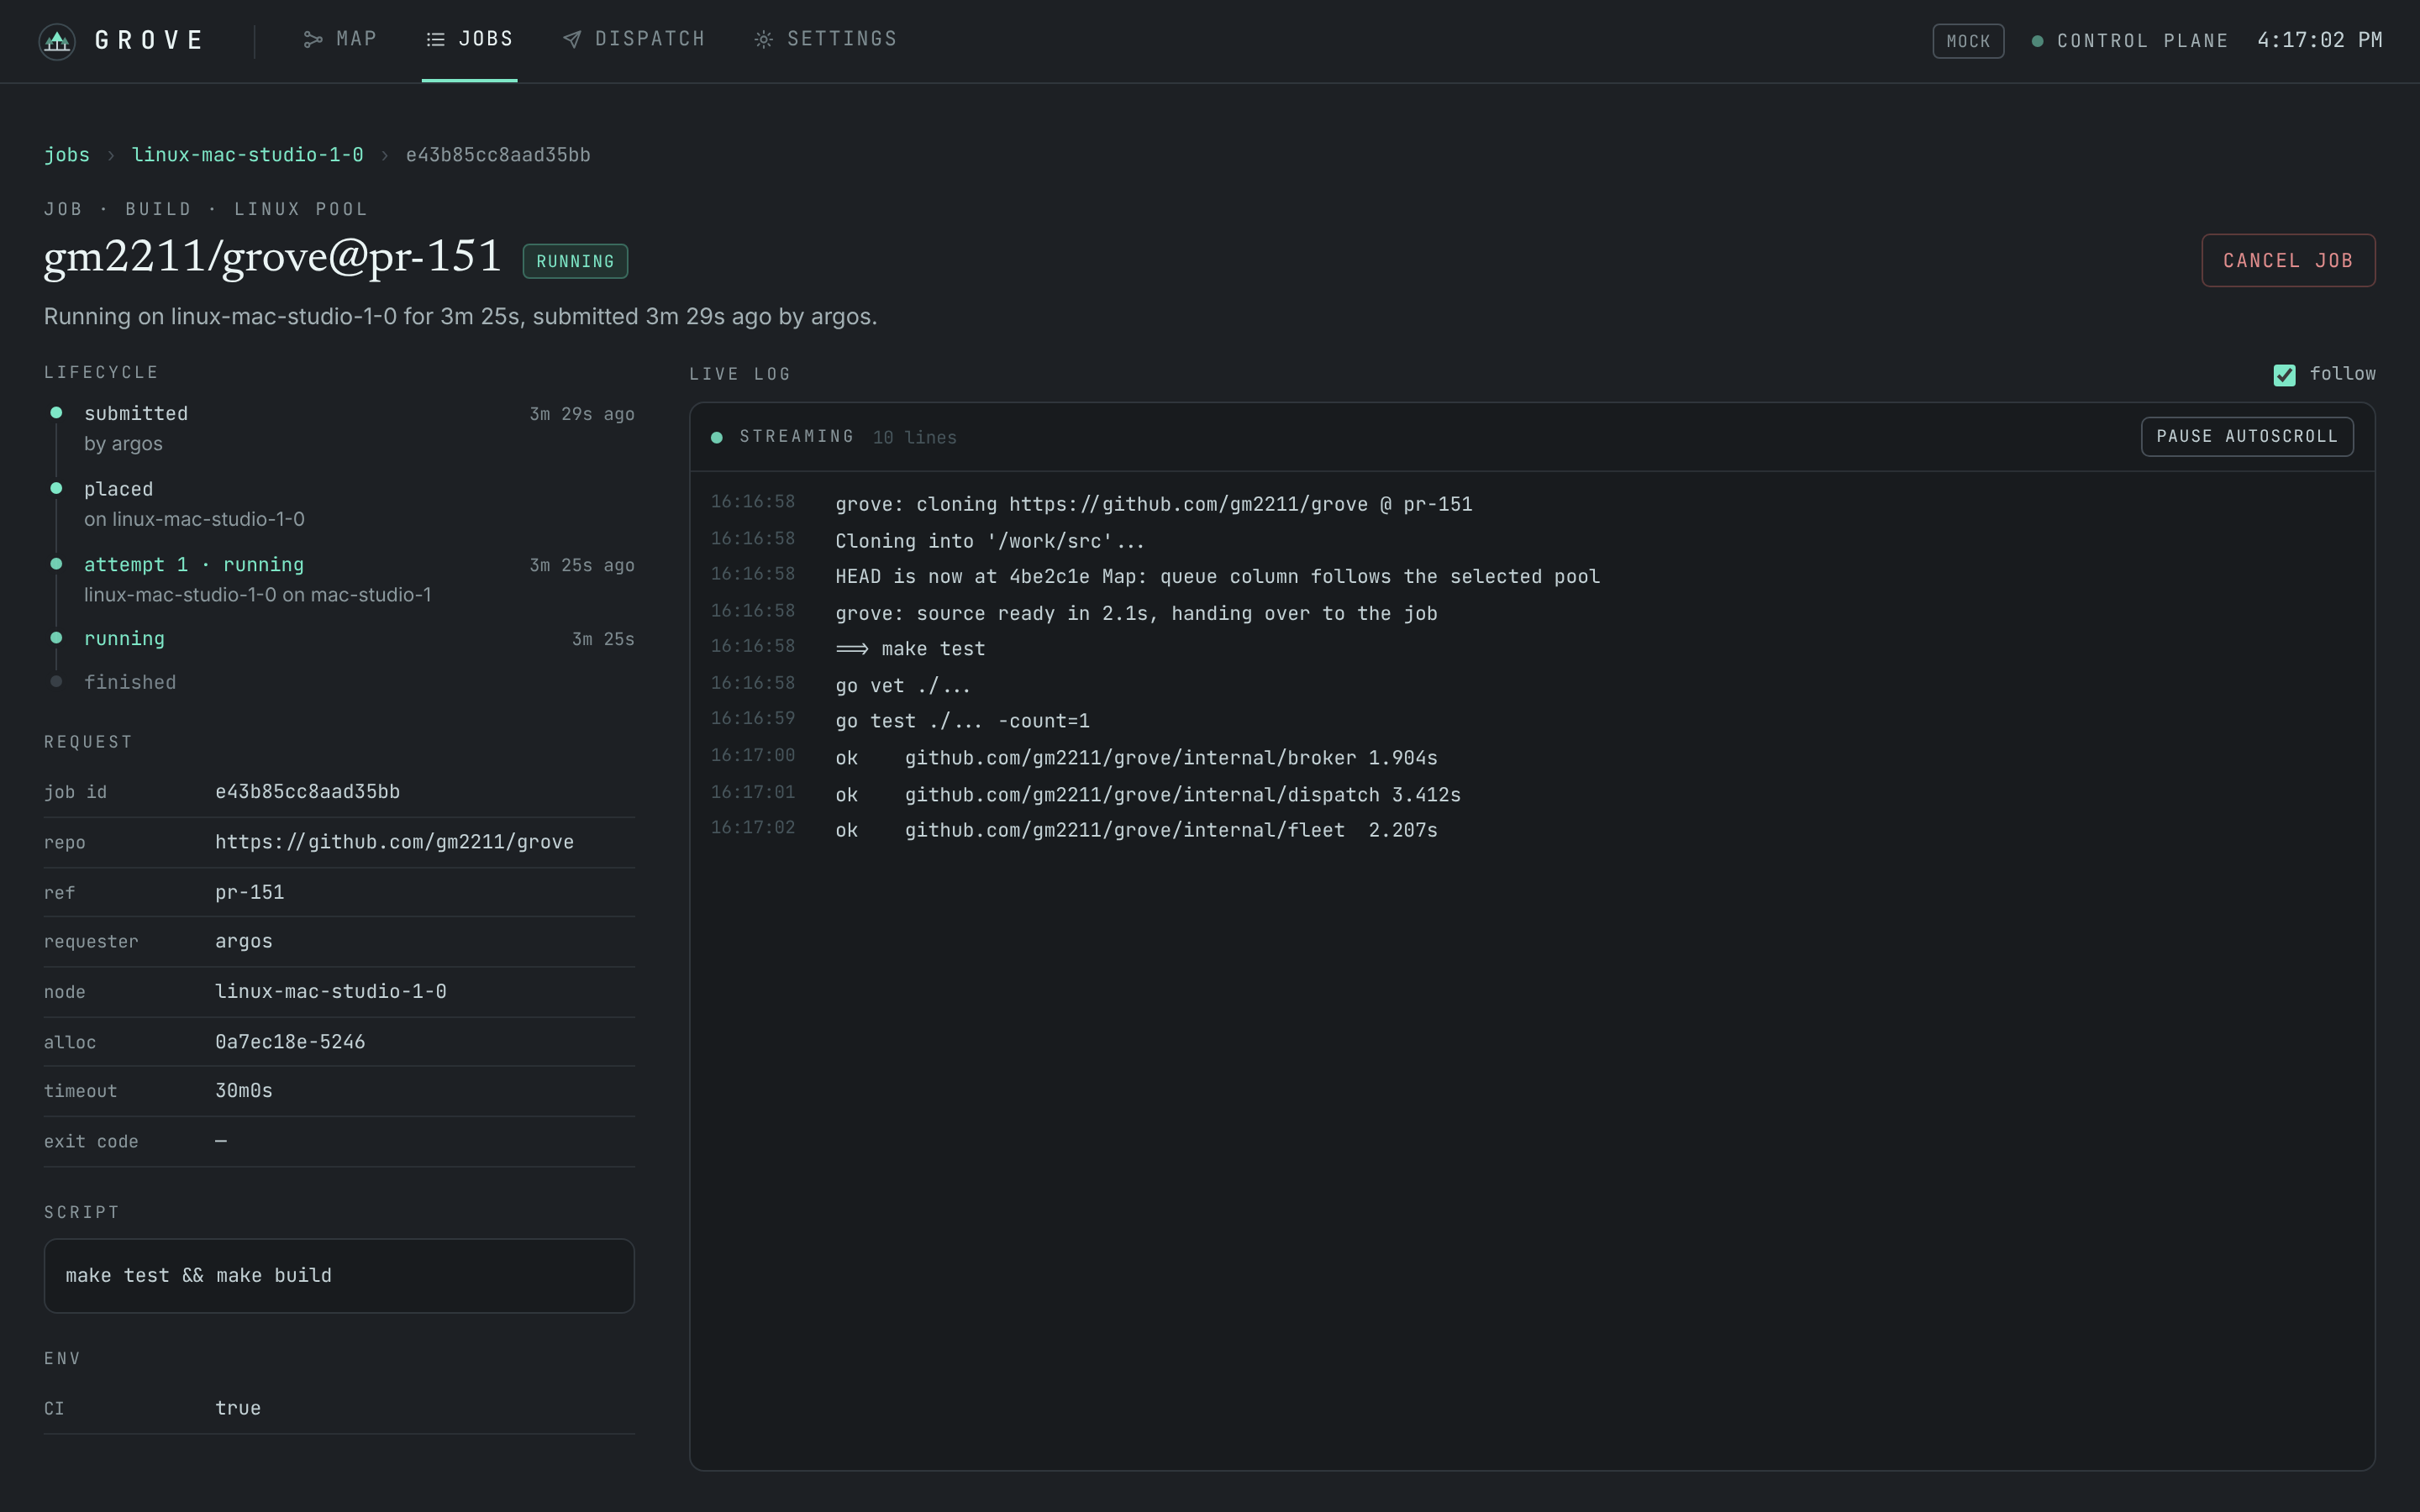 GROVE MAP JOBS DISPATCH SETTINGS MOCK CONTROL PLANE 4:17:02 PM
jobs › linux-mac-studio-1-0 › e43b85cc8aad35bb
JOB · BUILD · LINUX POOL
gm2211/grove@pr-151 RUNNING
CANCEL JOB
Running on linux-mac-studio-1-0 for 3m 25s, submitted 3m 29s ago by argos.
LIFECYCLE
submitted 3m 29s ago
by argos
placed
on linux-mac-studio-1-0
attempt 1 · running 3m 25s ago
linux-mac-studio-1-0 on mac-studio-1
running 3m 25s
finished
REQUEST
job id e43b85cc8aad35bb
repo https://github.com/gm2211/grove
ref pr-151
requester argos
node linux-mac-studio-1-0
alloc 0a7ec18e-5246
timeout 30m0s
exit code —
SCRIPT
make test && make build
ENV
CI true
LIVE LOG follow
STREAMING 10 lines PAUSE AUTOSCROLL
16:16:58 grove: cloning https://github.com/gm2211/grove @ pr-151
16:16:58 Cloning into '/work/src'...
16:16:58 HEAD is now at 4be2c1e Map: queue column follows the selected pool
16:16:58 grove: source ready in 2.1s, handing over to the job
16:16:58 ==> make test
16:16:58 go vet ./...
16:16:59 go test ./... -count=1
16:17:00 ok github.com/gm2211/grove/internal/broker 1.904s
16:17:01 ok github.com/gm2211/grove/internal/dispatch 3.412s
16:17:02 ok github.com/gm2211/grove/internal/fleet 2.207s